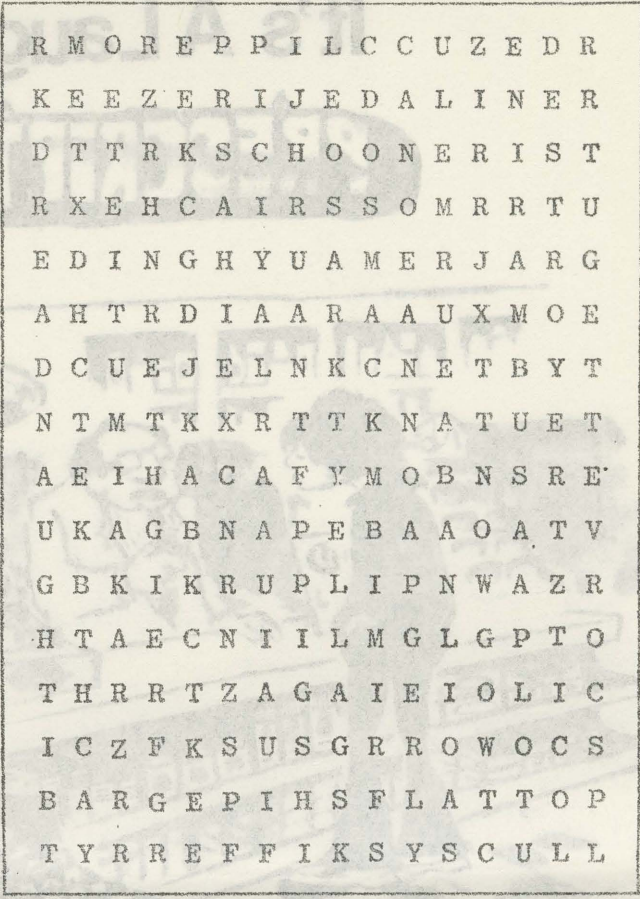 R M O R E P P I L C C U Z E D R
K E E Z E R I J E D A L I N E R
D T T R K S C H O O N E R I S T
R X E H C A I R S S O M R R T U
E D I N G H Y U A M E R J A R G
A H T R D I A A R A A U X M O E
D C U E J E L N K C N E T B Y T
N T M T K X R T T K N A T U E T
A E I H A C A F Y M O B N S R E
U K A G B N A P E B A A O A T V
G B K I K R U P L I P N W A Z R
H T A E C N I I L M G L G P T O
T H R R T Z A G A I E I O L I C
I C Z F K S U S G R R O W O C S
B A R G E P I H S F L A T T O P
T Y R R E F F I K S Y S C U L L